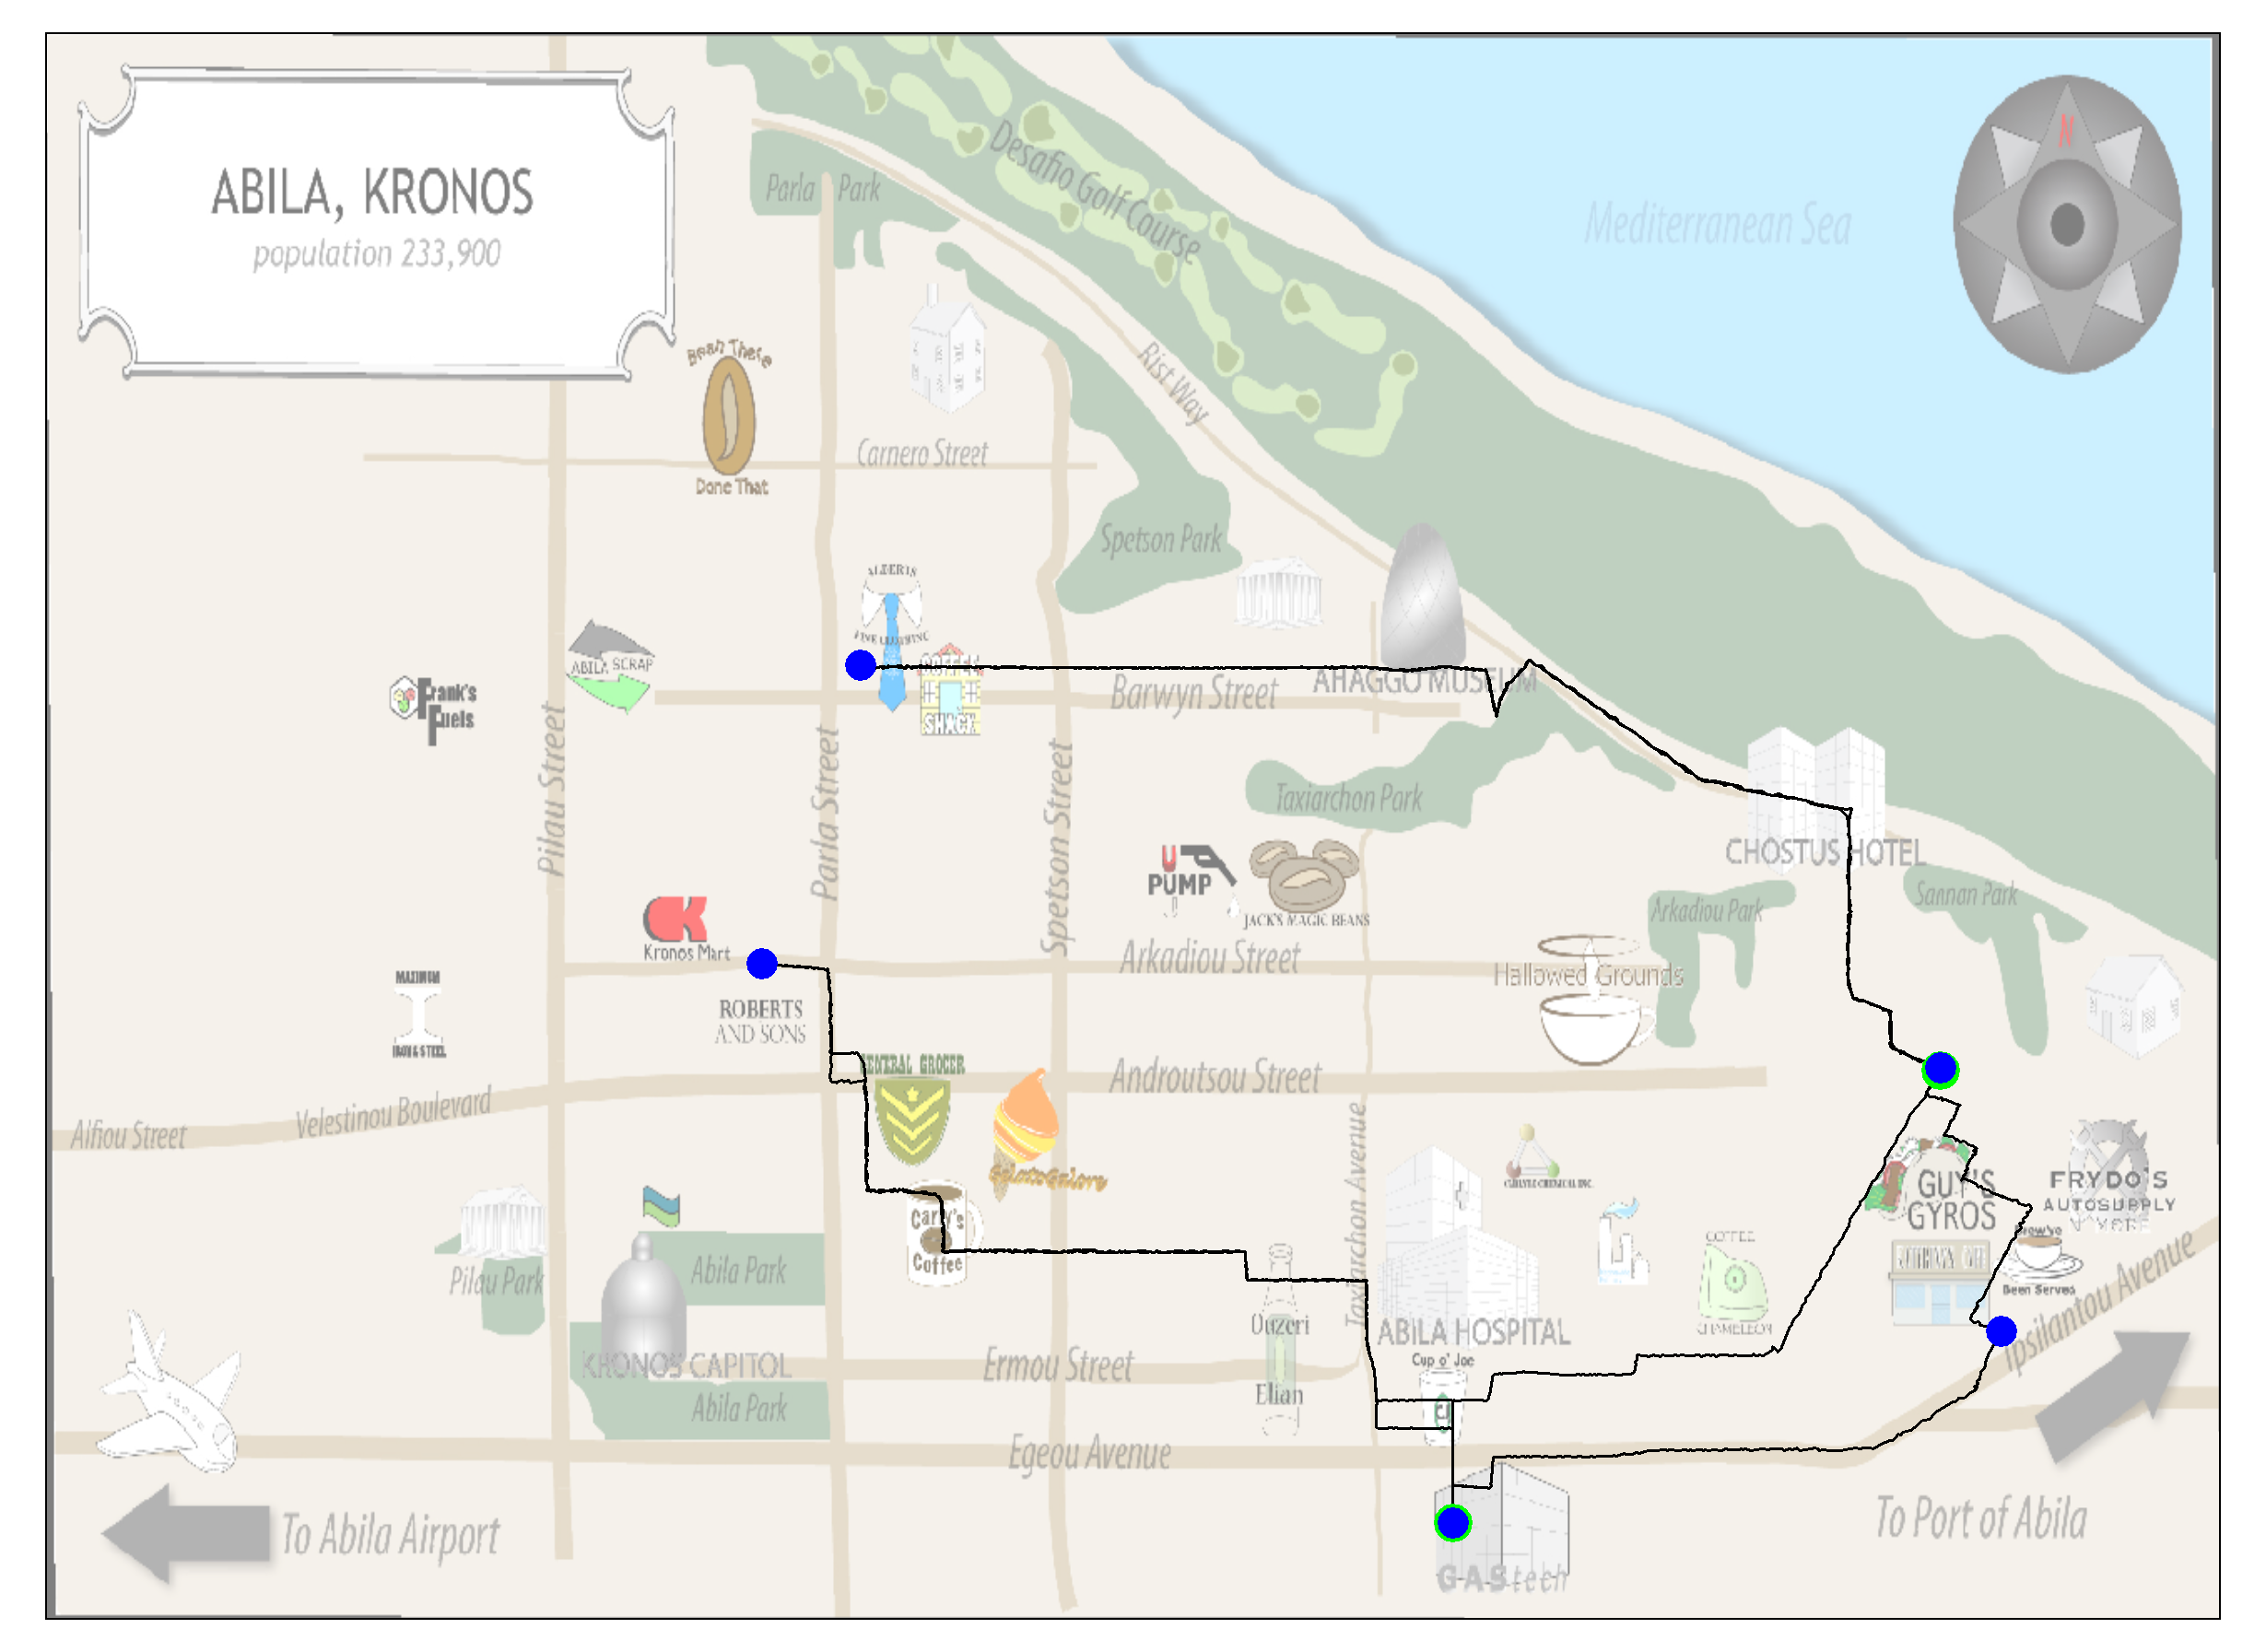 ABILA, KRONOS
population 233,900
N
Mediterranean Sea
Desafio Golf Course
Parla Park
Rist Way
Bean There
Done That
Carnero Street
Spetson Park
ALBERTS
FINE CLOTHING
ABILA SCRAP
Frank's
Fuels
COFFEE
SHACK
Barwyn Street
AHAGGO MUSEUM
Pilau Street
Parla Street
Spetson Street
Taxiarchon Park
CHOSTUS HOTEL
U
PUMP
JACK'S MAGIC BEANS
Arkadiou Park
Sannan Park
Kronos Mart
Arkadiou Street
Hallowed Grounds
MAXIMUM
IRON & STEEL
ROBERTS
AND SONS
GENERAL GROCER
Androutsou Street
Alfiou Street
Velestinou Boulevard
Taxiarchon Avenue
GelatoGalore
GUY'S
GYROS
FRYDO'S
AUTOSUPPLY
N' MORE
Carly's
Coffee
Brew've
Been Served
Pilau Park
Abila Park
COFFEE
CHAMELEON
Ouzeri
Elian
ABILA HOSPITAL
Cup o' Joe
Ipsilantou Avenue
KRONOS CAPITOL
Ermou Street
Abila Park
Egeou Avenue
To Abila Airport
To Port of Abila
GAStech